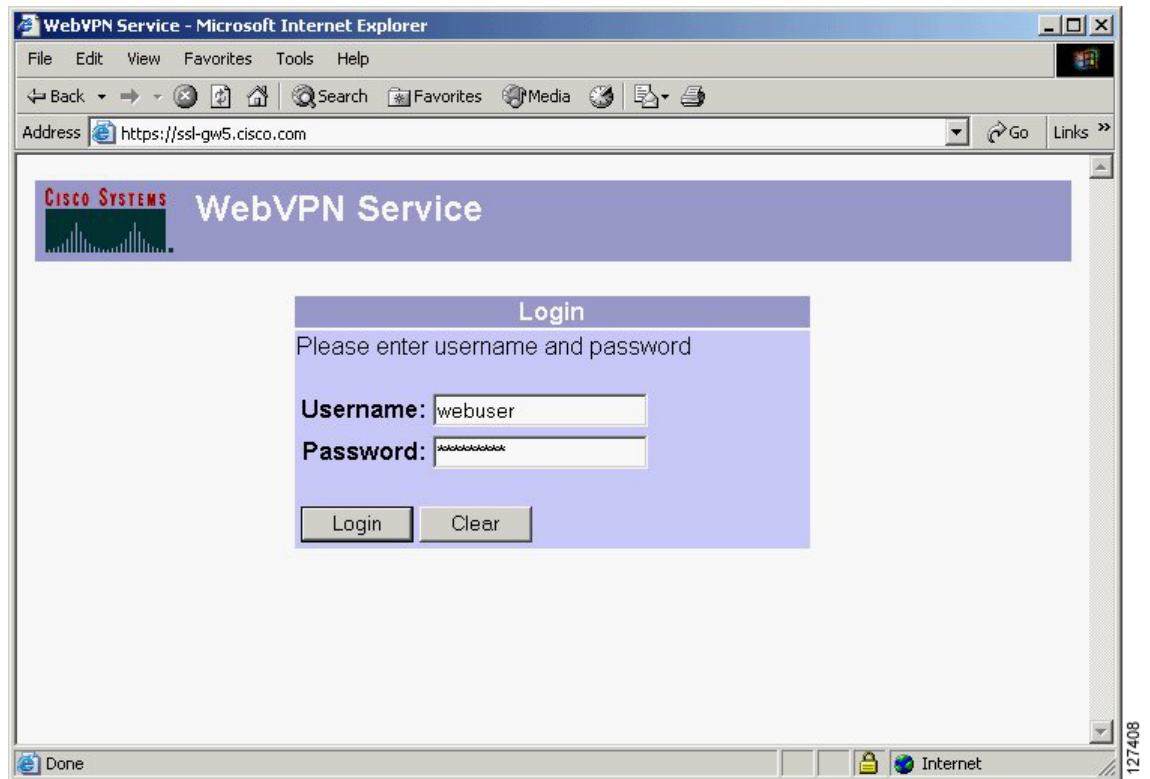 WebVPN Service - Microsoft Internet Explorer
File Edit View Favorites Tools Help
Back Search Favorites Media
Address https://ssl-gw5.cisco.com Go Links »
CISCO SYSTEMS
WebVPN Service
Login
Please enter username and password
Username: webuser
Password: **********
Login Clear
Done Internet
127408